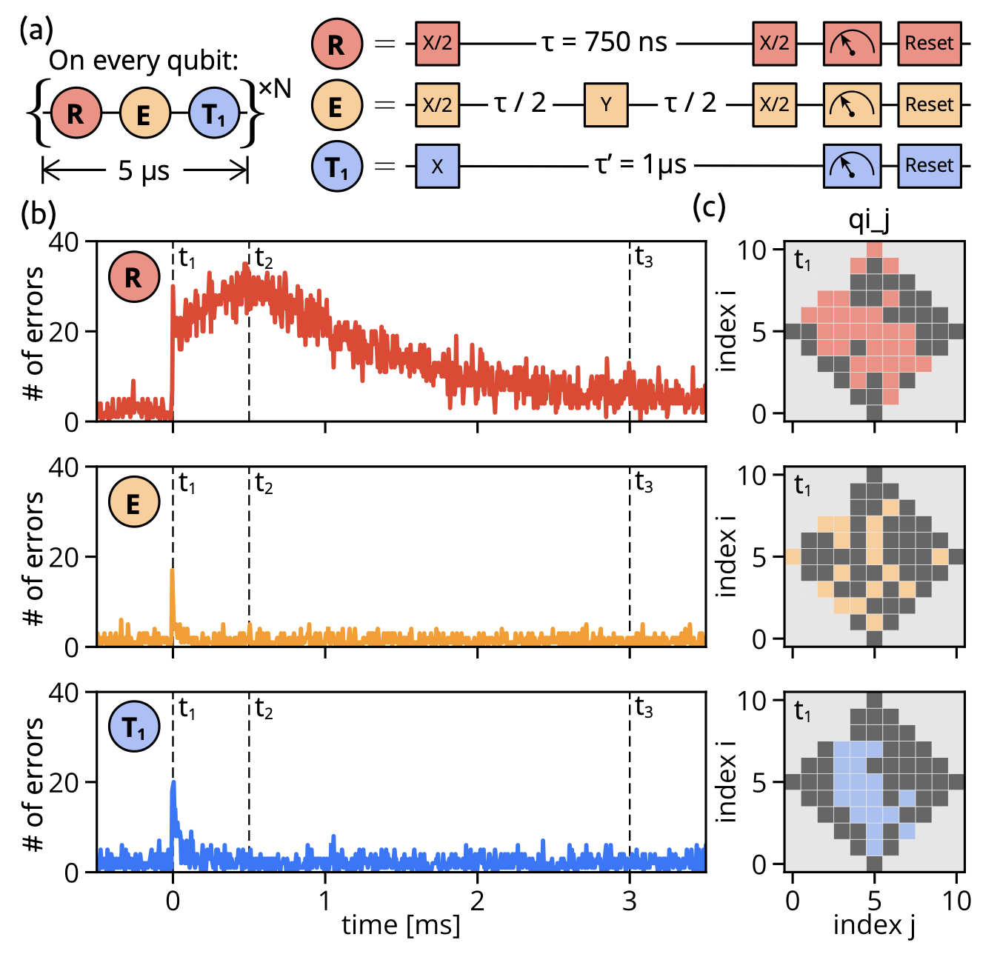 (a)
On every qubit:
{ R E T₁ } ×N
5 µs
R = X/2 τ = 750 ns X/2 Reset
E = X/2 τ / 2 Y τ / 2 X/2 Reset
T₁ = X τ’ = 1µs Reset
(b)
40
20
0
# of errors
R
t₁
t₂
t₃
40
20
0
# of errors
E
t₁
t₂
t₃
40
20
0
# of errors
T₁
t₁
t₂
t₃
0 1 2 3
time [ms]
(c)
qi_j
10
5
0
index i
t₁
10
5
0
index i
t₁
10
5
0
index i
t₁
0 5 10
index j